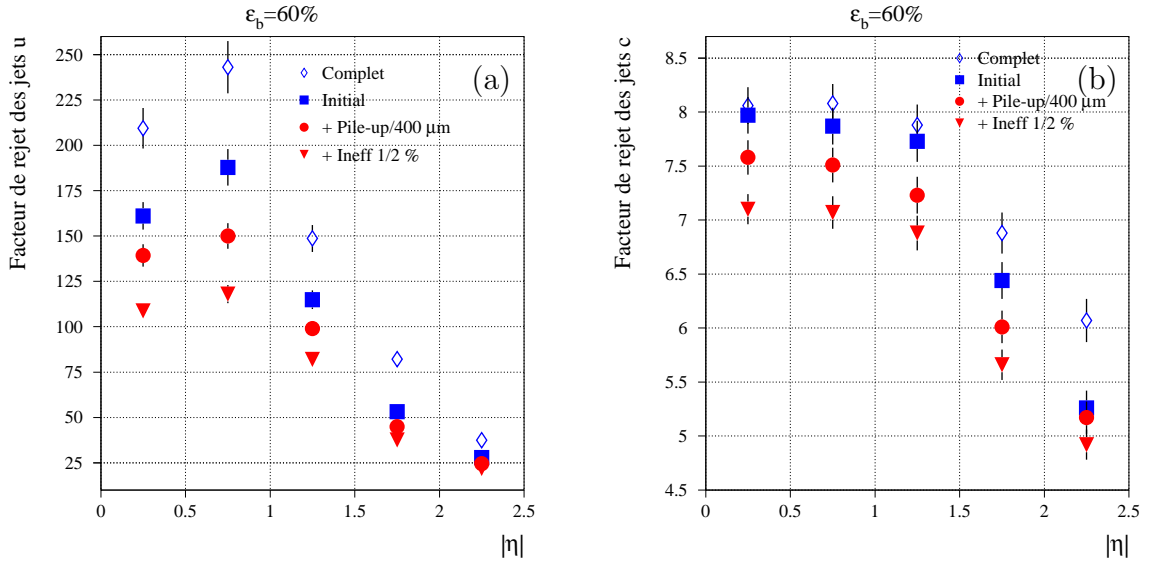 ε_b=60%
Facteur de rejet des jets u
250
225
200
175
150
125
100
75
50
25
0
0.5
1
1.5
2
2.5
|η|
(a)
Complet
Initial
+ Pile-up/400 μm
+ Ineff 1/2 %
ε_b=60%
Facteur de rejet des jets c
8.5
8
7.5
7
6.5
6
5.5
5
4.5
0
0.5
1
1.5
2
2.5
|η|
(b)
Complet
Initial
+ Pile-up/400 μm
+ Ineff 1/2 %